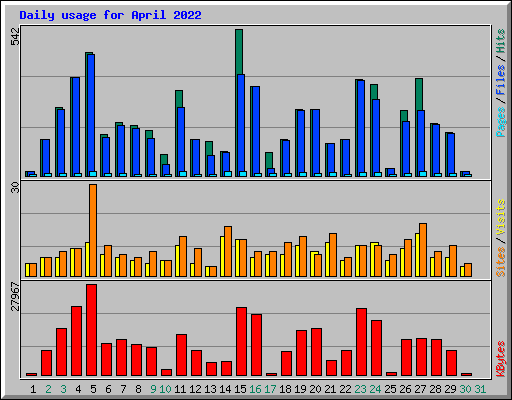 Daily usage for April 2022
542
Pages / Files / Hits
30
Sites / Visits
27967
KBytes
1 2 3 4 5 6 7 8 9 10 11 12 13 14 15 16 17 18 19 20 21 22 23 24 25 26 27 28 29 30 31